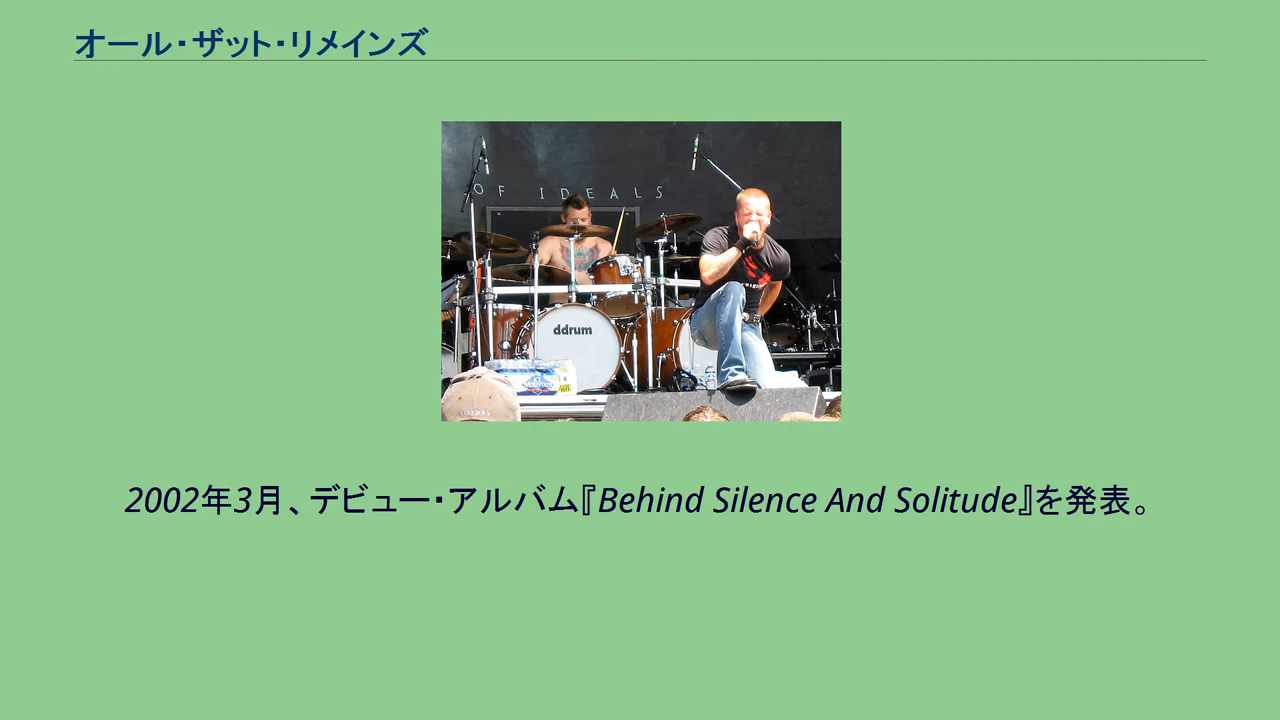 オール・ザット・リメインズ
OF IDEALS
ddrum
2002年3月、デビュー・アルバム『Behind Silence And Solitude』を発表。